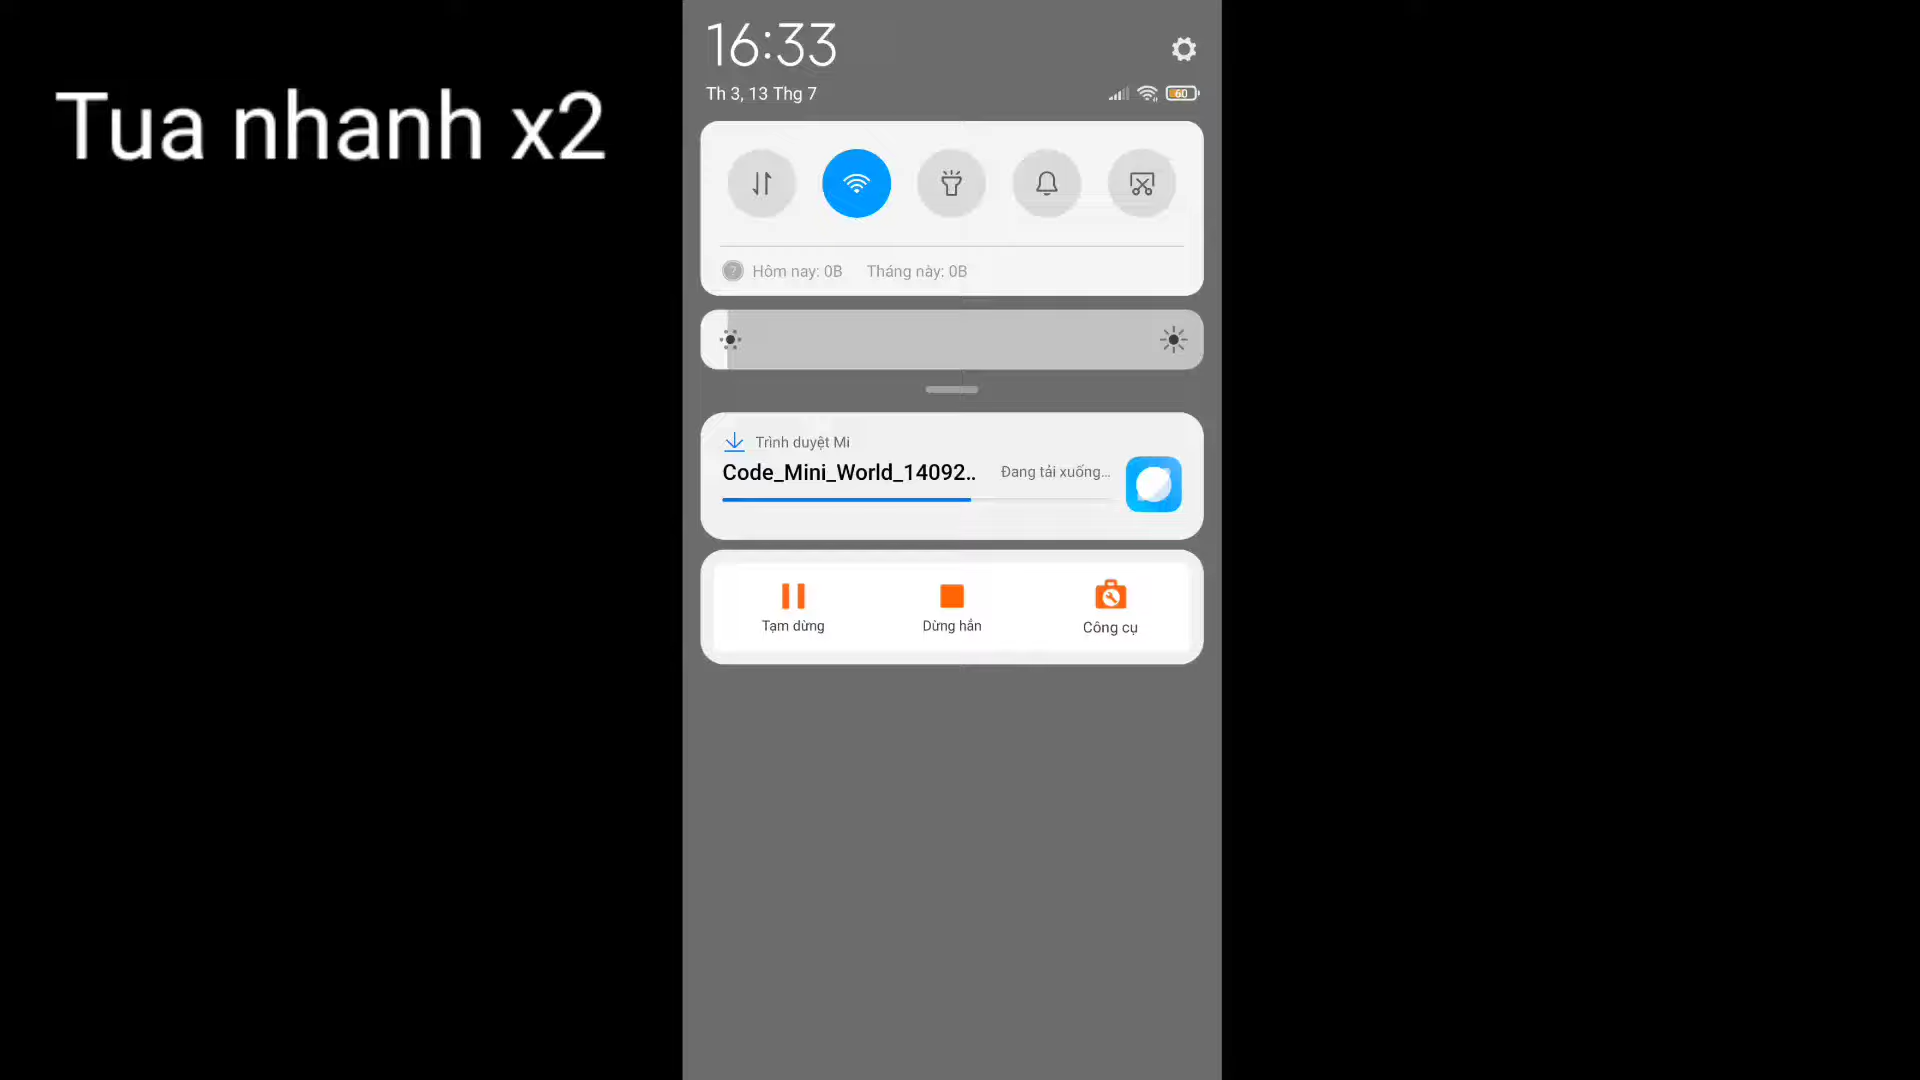 Tua nhanh x2
16:33
Th 3, 13 Thg 7
60
Hôm nay: 0B Tháng này: 0B
Trình duyệt Mi
Code_Mini_World_14092..
Đang tải xuống...
Tạm dừng
Dừng hẳn
Công cụ